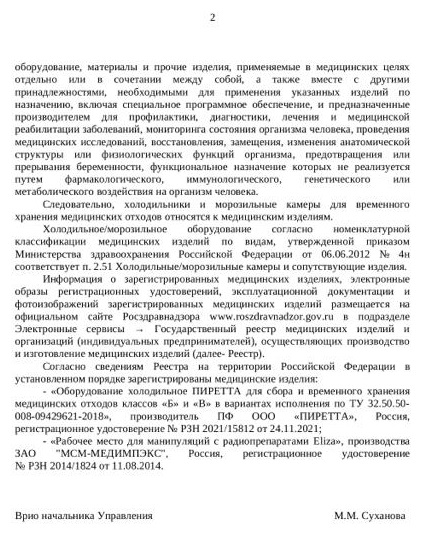 2
оборудование, материалы и прочие изделия, применяемые в медицинских целях
отдельно или в сочетании между собой, а также вместе с другими
принадлежностями, необходимыми для применения указанных изделий по
назначению, включая специальное программное обеспечение, и предназначенные
производителем для профилактики, диагностики, лечения и медицинской
реабилитации заболеваний, мониторинга состояния организма человека, проведения
медицинских исследований, восстановления, замещения, изменения анатомической
структуры или физиологических функций организма, предотвращения или
прерывания беременности, функциональное назначение которых не реализуется
путем фармакологического, иммунологического, генетического или
метаболического воздействия на организм человека.
Следовательно, холодильники и морозильные камеры для временного
хранения медицинских отходов относятся к медицинским изделиям.
Холодильное/морозильное оборудование согласно номенклатурной
классификации медицинских изделий по видам, утвержденной приказом
Министерства здравоохранения Российской Федерации от 06.06.2012 № 4н
соответствует п. 2.51 Холодильные/морозильные камеры и сопутствующие изделия.
Информация о зарегистрированных медицинских изделиях, электронные
образы регистрационных удостоверений, эксплуатационной документации и
фотоизображений зарегистрированных медицинских изделий размещается на
официальном сайте Росздравнадзора www.roszdravnadzor.gov.ru в подразделе
Электронные сервисы → Государственный реестр медицинских изделий и
организаций (индивидуальных предпринимателей), осуществляющих производство
и изготовление медицинских изделий (далее- Реестр).
Согласно сведениям Реестра на территории Российской Федерации в
установленном порядке зарегистрированы медицинские изделия:
- «Оборудование холодильное ПИРЕТТА для сбора и временного хранения
медицинских отходов классов «Б» и «В» в вариантах исполнения по ТУ 32.50.50-
008-09429621-2018», производитель ПФ ООО «ПИРЕТТА», Россия,
регистрационное удостоверение № РЗН 2021/15812 от 24.11.2021;
- «Рабочее место для манипуляций с радиопрепаратами Eliza», производства
ЗАО "МСМ-МЕДИМПЭКС", Россия, регистрационное удостоверение
№ РЗН 2014/1824 от 11.08.2014.
Врио начальника Управления М.М. Суханова